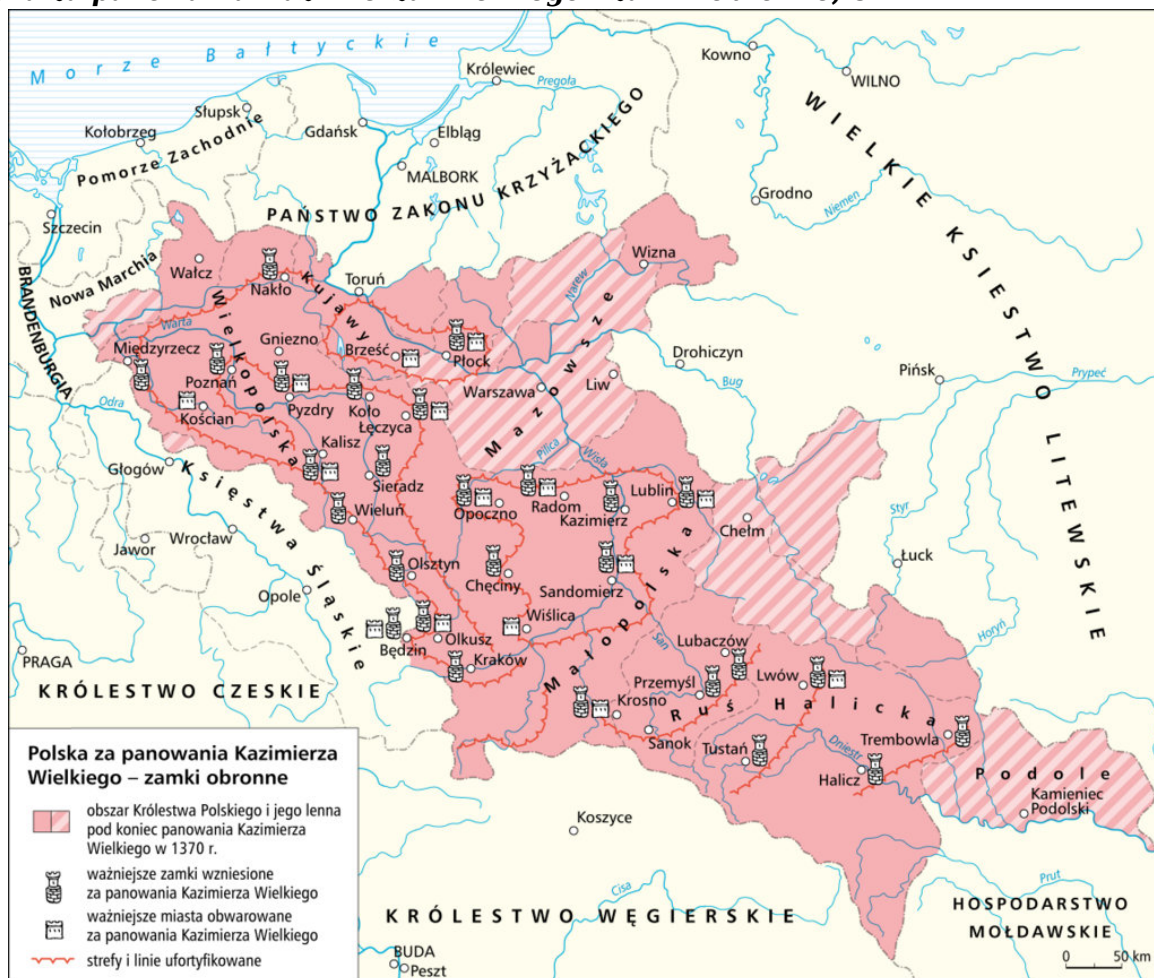 Morze Bałtyckie
Kowno
WILNO
Królewiec
Pregoła
Słupsk
Kołobrzeg
Gdańsk
Elbląg
Pomorze Zachodnie
MALBORK
WIELKIE KSIESTWO LITEWSKIE
PAŃSTWO ZAKONU KRZYŻACKIEGO
Grodno
Niemen
Szczecin
BRANDENBURGIA
Nowa Marchia
Wałcz
Nakło
Kujawy
Toruń
Wizna
Narew
Wielkopolska
Warta
Gniezno
Brześć
Płock
Mazowsze
Drohiczyn
Międzyrzecz
Poznań
Pyzdry
Koło
Warszawa
Liw
Bug
Pińsk
Prypeć
Odra
Kościan
Łęczyca
Kalisz
Pilica
Wisła
Głogów
Księstwa Śląskie
Sieradz
Opoczno
Radom
Kazimierz
Lublin
Wieluń
Chełm
Styr
Wrocław
Jawor
Łuck
Olsztyn
Chęciny
Sandomierz
Małopolska
Opole
Horyń
Wiślica
Będzin
Olkusz
San
Lubaczów
PRAGA
Kraków
KRÓLESTWO CZESKIE
Przemyśl
Lwów
Krosno
Ruś Halicka
Sanok
Tustań
Trembowla
Dniestr
Halicz
Podole
Kamieniec
Podolski
Koszyce
Cisa
Prut
KRÓLESTWO WĘGIERSKIE
HOSPODARSTWO
MOŁDAWSKIE
BUDA
Peszt
0 50 km
Polska za panowania Kazimierza
Wielkiego – zamki obronne
obszar Królestwa Polskiego i jego lenna
pod koniec panowania Kazimierza
Wielkiego w 1370 r.
ważniejsze zamki wzniesione
za panowania Kazimierza Wielkiego
ważniejsze miasta obwarowane
za panowania Kazimierza Wielkiego
strefy i linie ufortyfikowane